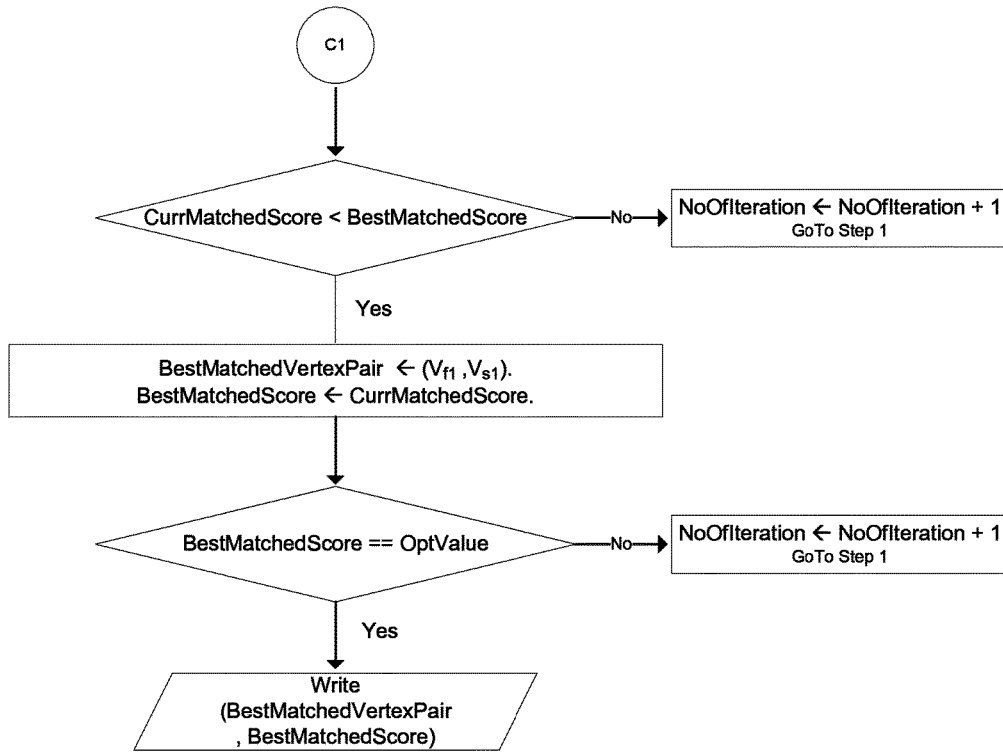 C1
CurrMatchedScore < BestMatchedScore
No
NoOfIteration ← NoOfIteration + 1
GoTo Step 1
Yes
BestMatchedVertexPair ← (Vf1 ,Vs1).
BestMatchedScore ← CurrMatchedScore.
BestMatchedScore == OptValue
No
NoOfIteration ← NoOfIteration + 1
GoTo Step 1
Yes
Write
(BestMatchedVertexPair
, BestMatchedScore)